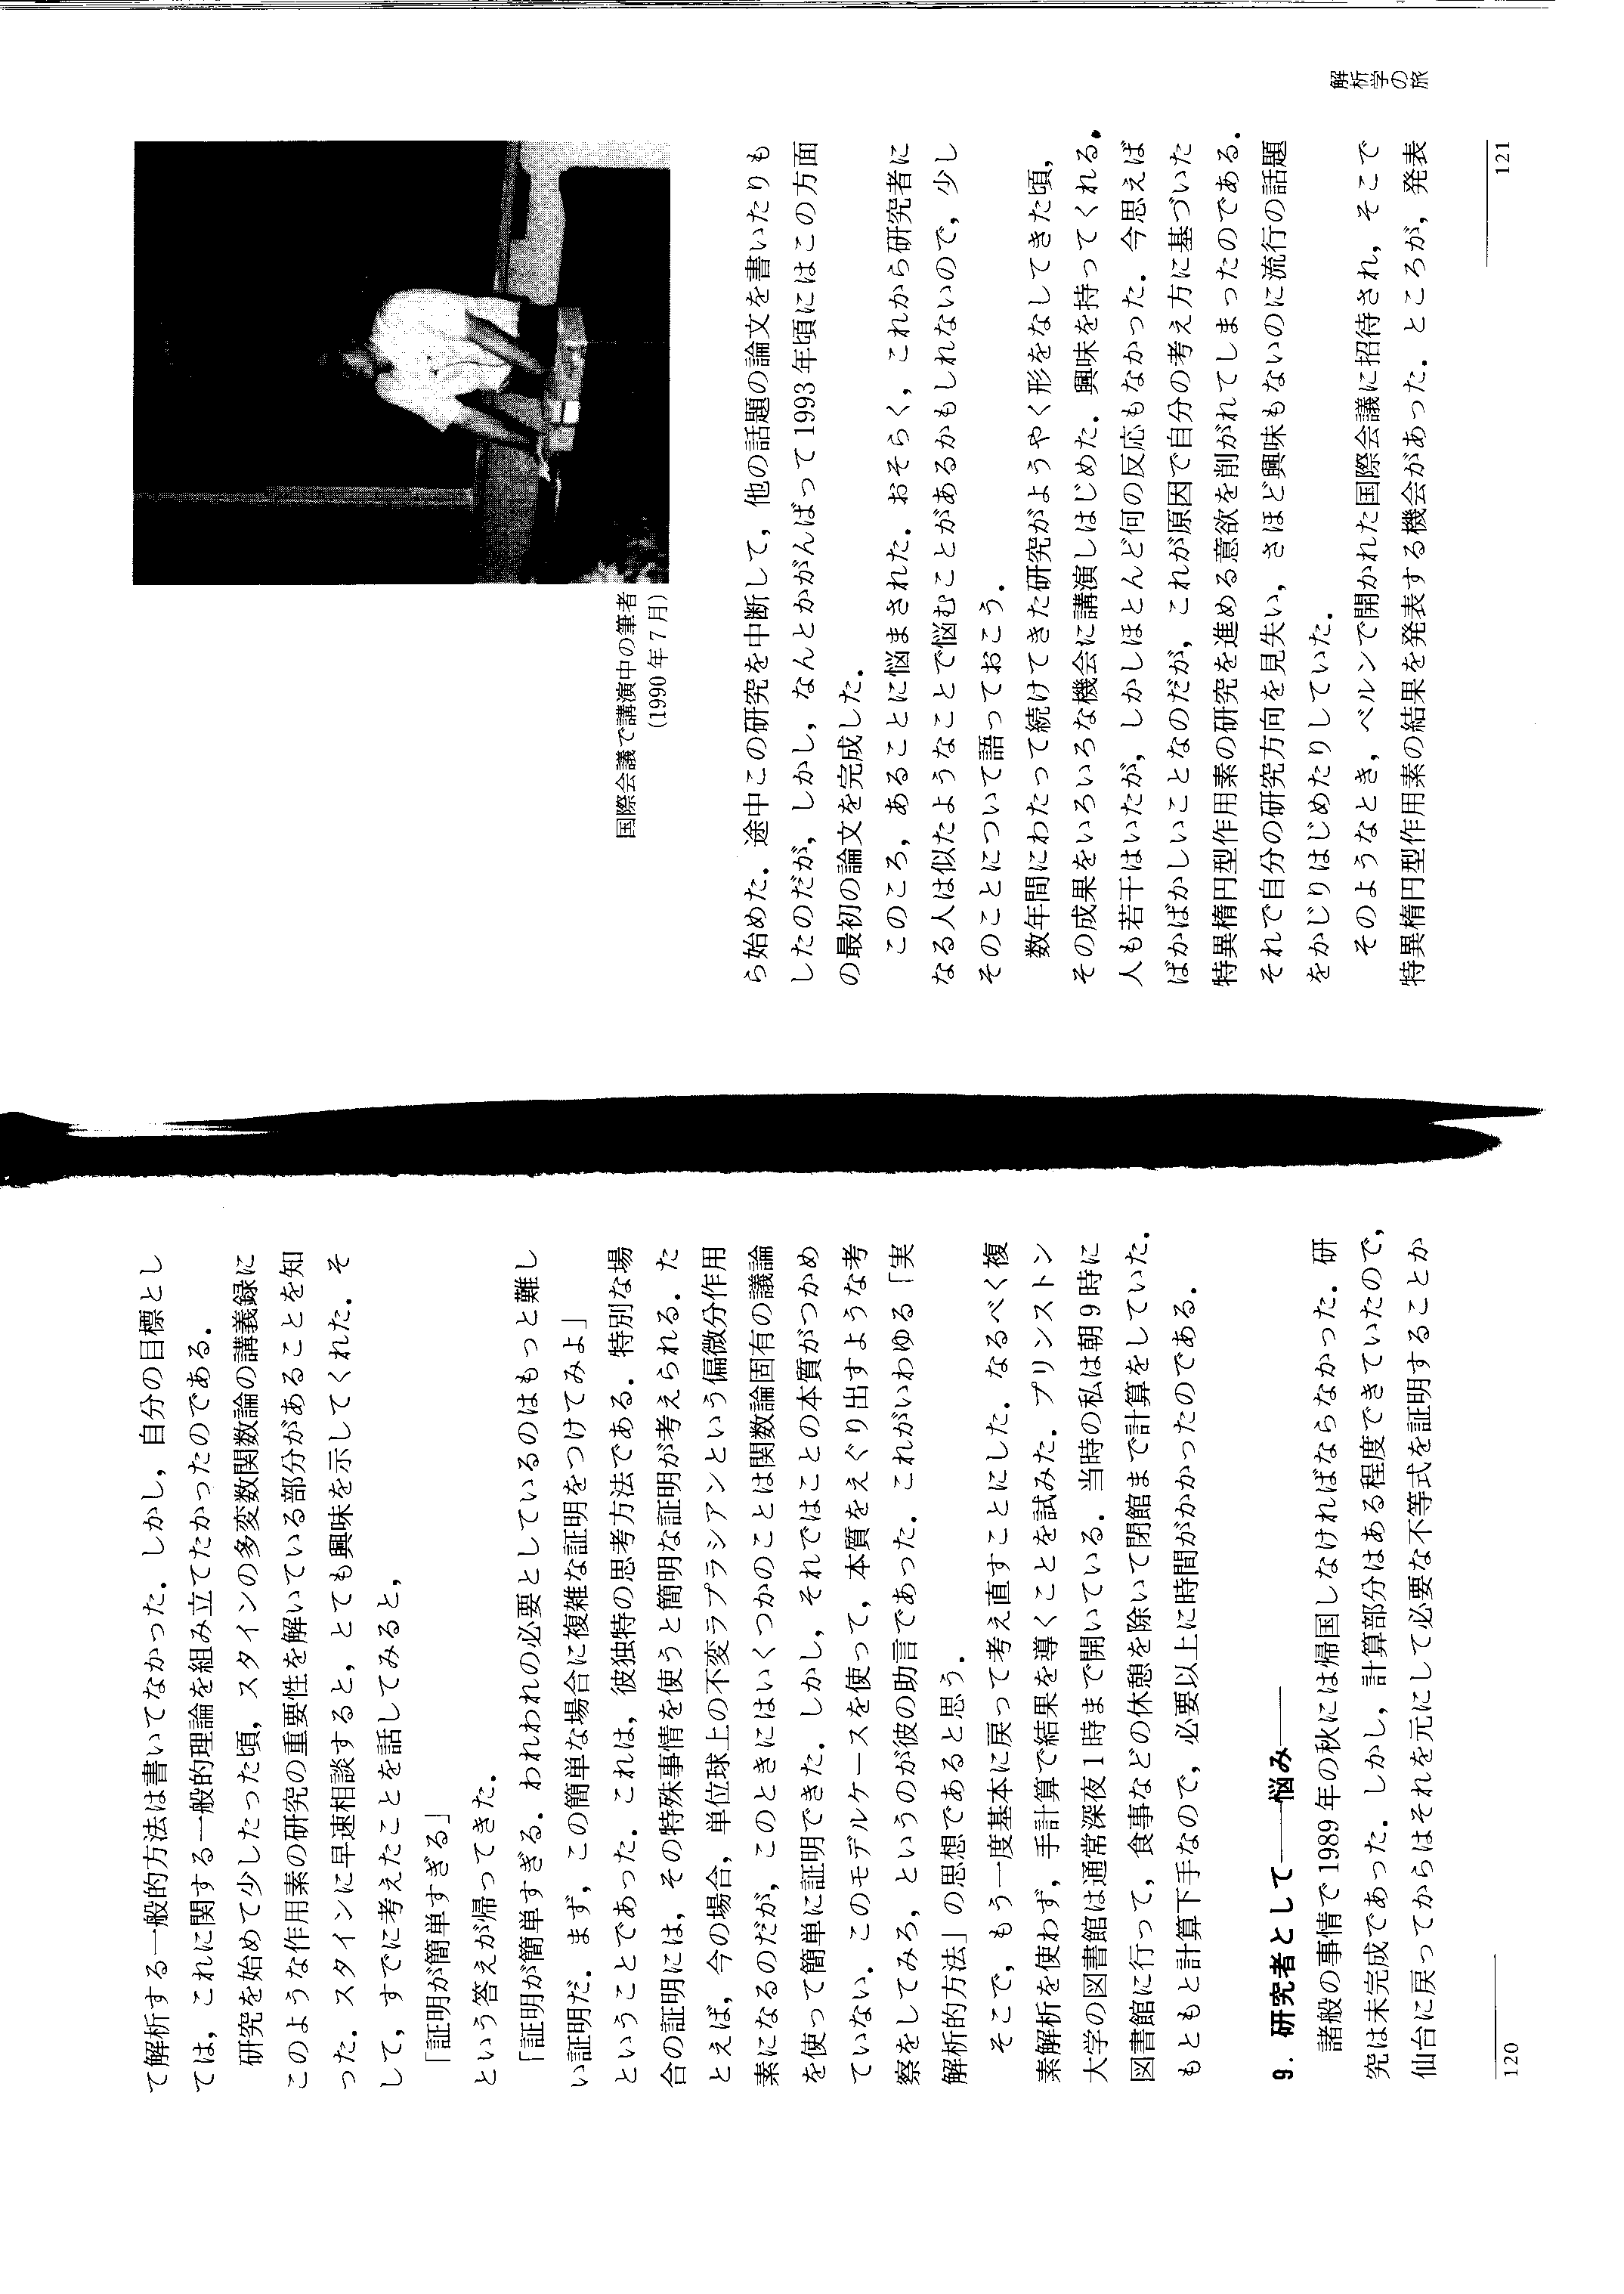 て解析する一般的方法は書いてなかった．しかし，自分の目標とし
ては，これに関する一般的理論を組み立てたかったのである．
研究を始めて少したった頃，スタインの多変数関数論の講義録に
このような作用素の研究の重要性を解いている部分があることを知
った．スタインに早速相談すると，とても興味を示してくれた．そ
して，すでに考えたことを話してみると，
「証明が簡単すぎる」
という答えが帰ってきた．
「証明が簡単すぎる．われわれの必要としているのはもっと難し
い証明だ．まず，この簡単な場合に複雑な証明をつけてみよ」
ということであった．これは，彼独特の思考方法である．特別な場
合の証明には，その特殊事情を使うと簡明な証明が考えられる．た
とえば，今の場合，単位球上の不変ラプラシアンという偏微分作用
素になるのだが，このときにはいくつかのことは関数論固有の議論
を使って簡単に証明できた．しかし，それではことの本質がつかめ
ていない．このモデルケースを使って，本質をえぐり出すような考
察をしてみろ，というのが彼の助言であった．これがいわゆる「実
解析的方法」の思想であると思う．
そこで，もう一度基本に戻って考え直すことにした．なるべく複
素解析を使わず，手計算で結果を導くことを試みた．プリンストン
大学の図書館は通常深夜1時まで開いている．当時の私は朝9時に
図書館に行って，食事などの休憩を除いて閉館まで計算をしていた．
もともと計算下手なので，必要以上に時間がかかったのである．
9. 研究者として——悩み——
諸般の事情で1989年の秋には帰国しなければならなかった．研
究は未完成であった．しかし，計算部分はある程度できていたので，
仙台に戻ってからはそれを元にして必要な不等式を証明することか
120
国際会議で講演中の筆者
(1990年7月)
ら始めた．途中この研究を中断して，他の話題の論文を書いたりも
したのだが，しかし，なんとかがんばって1993年頃にはこの方面
の最初の論文を完成した．
このころ，あることに悩まされた．おそらく，これから研究者に
なる人は似たようなことで悩むことがあるかもしれないので，少し
そのことについて語っておこう．
数年間にわたって続けてきた研究がようやく形をなしてきた頃，
その成果をいろいろな機会に講演しはじめた．興味を持ってくれる
人も若干はいたが，しかしほとんど何の反応もなかった．今思えば
ばかばかしいことなのだが，これが原因で自分の考え方に基づいた
特異楕円型作用素の研究を進める意欲を削がれてしまったのである．
それで自分の研究方向を見失い，さほど興味もないのに流行の話題
をかじりはじめたりしていた．
そのようなとき，ベルンで開かれた国際会議に招待され，そこで
特異楕円型作用素の結果を発表する機会があった．ところが，発表
解析学の旅
121